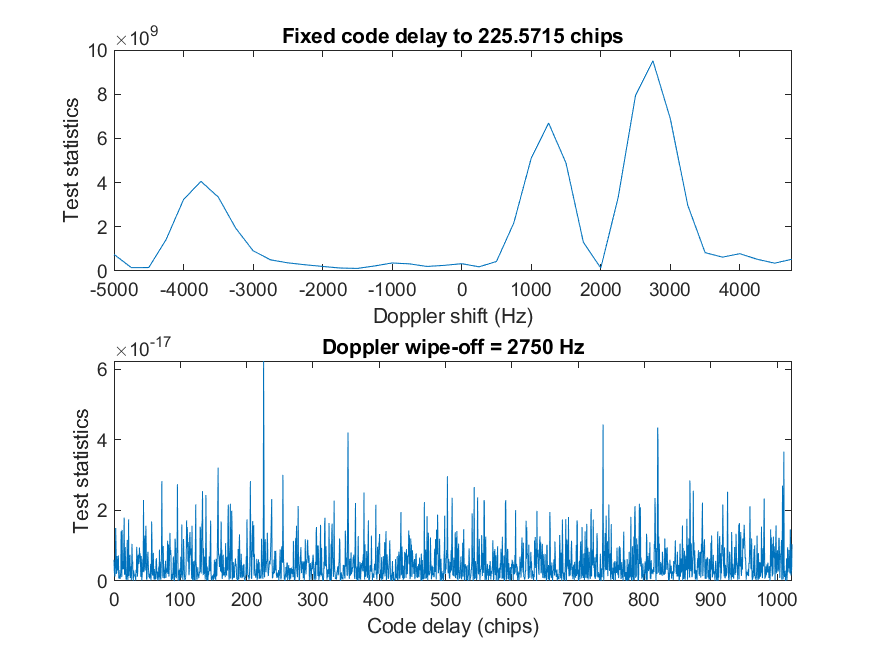 ×10^9
Fixed code delay to 225.5715 chips
10
8
6
4
2
0
Test statistics
-5000 -4000 -3000 -2000 -1000 0 1000 2000 3000 4000
Doppler shift (Hz)
×10^-17
Doppler wipe-off = 2750 Hz
6
4
2
0
Test statistics
0 100 200 300 400 500 600 700 800 900 1000
Code delay (chips)